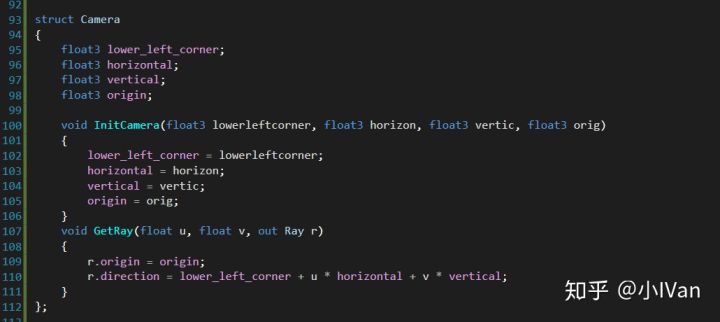 92
93 struct Camera
94 {
95     float3 lower_left_corner;
96     float3 horizontal;
97     float3 vertical;
98     float3 origin;
99
100     void InitCamera(float3 lowerleftcorner, float3 horizon, float3 vertic, float3 orig)
101     {
102         lower_left_corner = lowerleftcorner;
103         horizontal = horizon;
104         vertical = vertic;
105         origin = orig;
106     }
107     void GetRay(float u, float v, out Ray r)
108     {
109         r.origin = origin;
110         r.direction = lower_left_corner + u * horizontal + v * vertical;
111     }
112 };
知乎 @小IVan